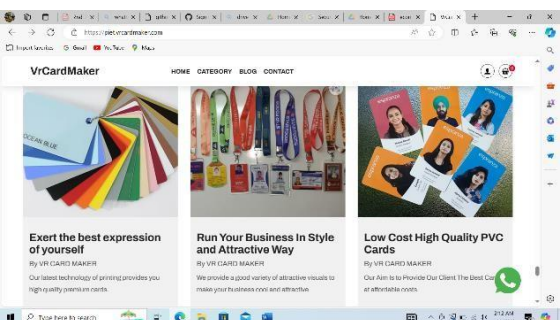 https://piet.vrcardmaker.com
Import favorites Gmail YouTube Maps
VrCardMaker
HOME CATEGORY BLOG CONTACT
OCEAN BLUE
Exert the best expression
of yourself
By VR CARD MAKER
Our latest technology of printing provides you
high quality premium cards.
Run Your Business In Style
and Attractive Way
By VR CARD MAKER
We provide a good variety of attractive visuals to
make your business cool and attractive
Low Cost High Quality PVC
Cards
By VR CARD MAKER
Our Aim is to Provide Our Client The Best
at affordable costs
Type here to search
2:12 AM